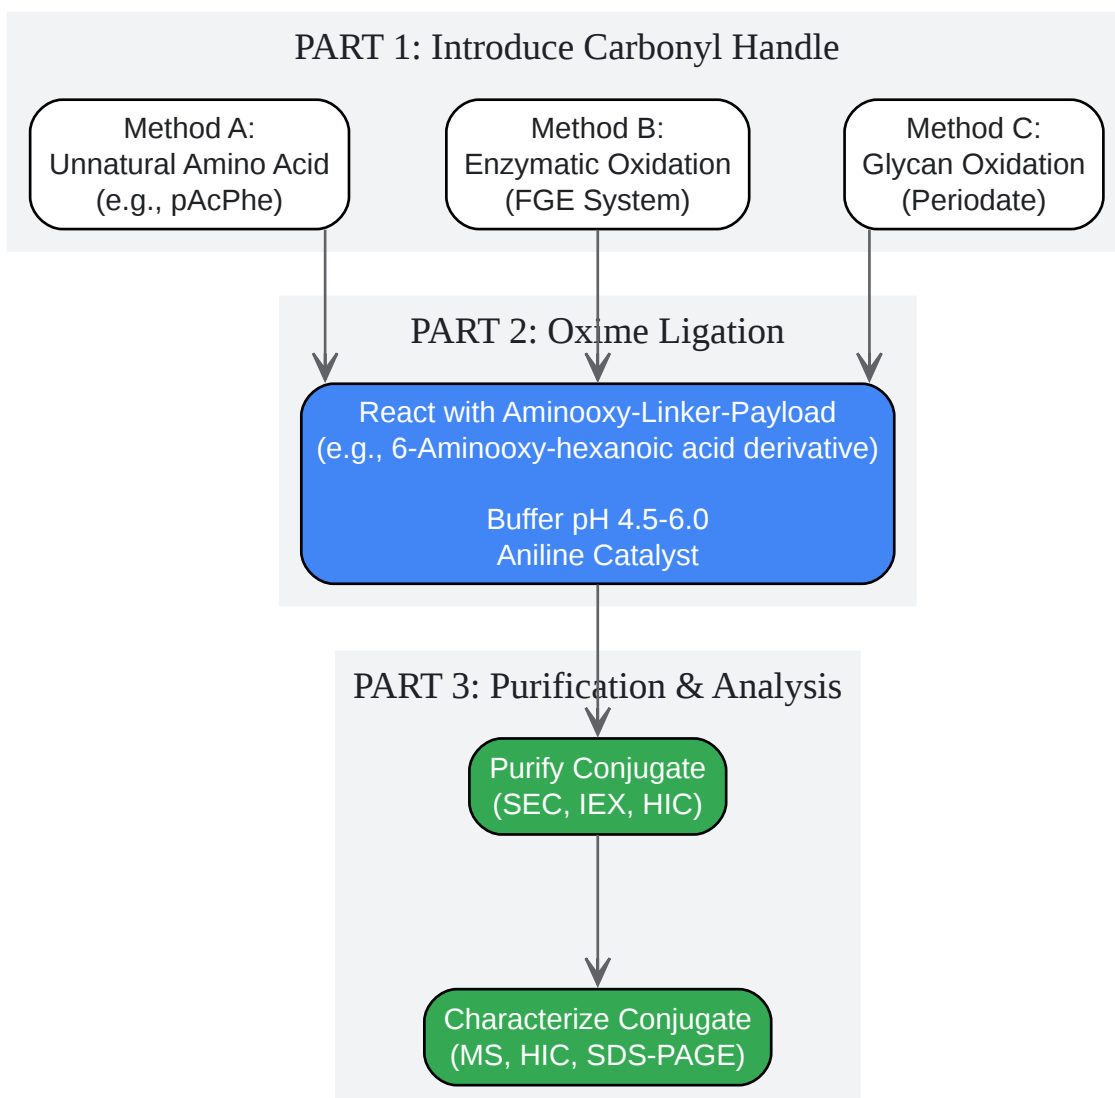 PART 1: Introduce Carbonyl Handle
Method A:
Unnatural Amino Acid
(e.g., pAcPhe)
Method B:
Enzymatic Oxidation
(FGE System)
Method C:
Glycan Oxidation
(Periodate)
PART 2: Oxime Ligation
React with Aminooxy-Linker-Payload
(e.g., 6-Aminooxy-hexanoic acid derivative)
Buffer pH 4.5-6.0
Aniline Catalyst
PART 3: Purification & Analysis
Purify Conjugate
(SEC, IEX, HIC)
Characterize Conjugate
(MS, HIC, SDS-PAGE)